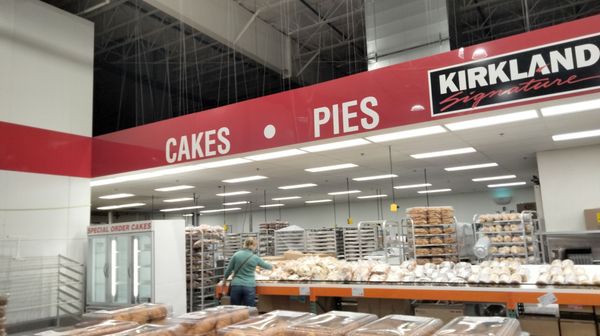 CAKES • PIES
KIRKLAND
Signature
SPECIAL ORDER CAKES